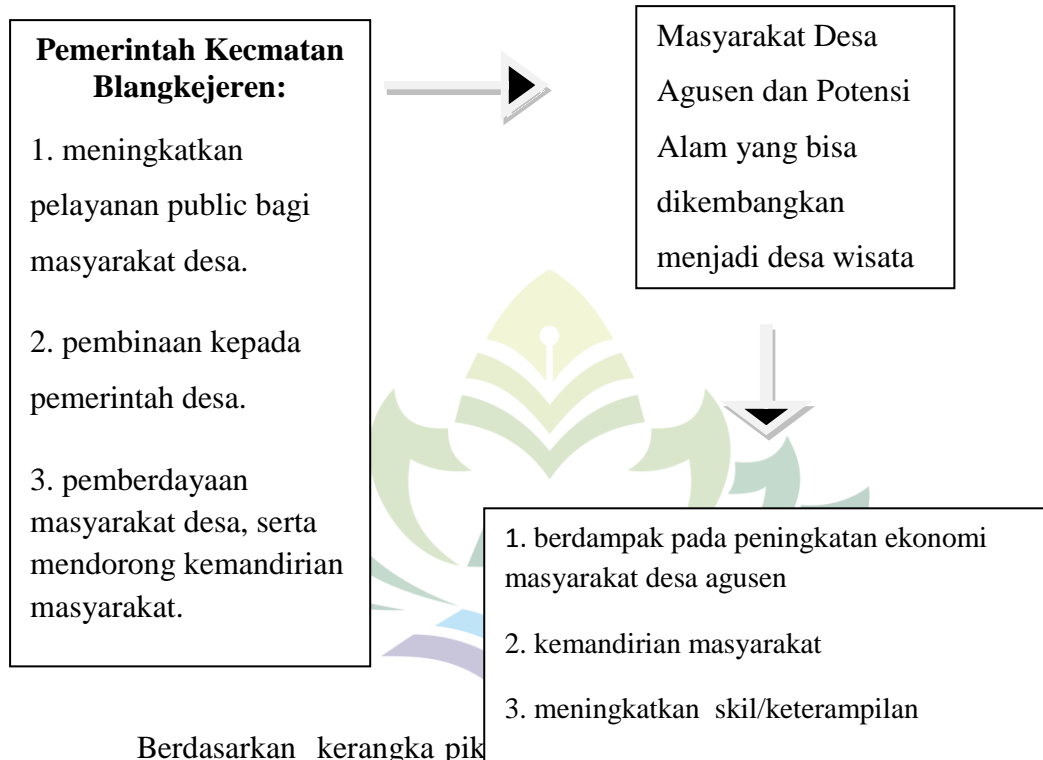 Pemerintah Kecmatan
Blangkejeren:
1. meningkatkan
pelayanan public bagi
masyarakat desa.
2. pembinaan kepada
pemerintah desa.
3. pemberdayaan
masyarakat desa, serta
mendorong kemandirian
masyarakat.
Masyarakat Desa
Agusen dan Potensi
Alam yang bisa
dikembangkan
menjadi desa wisata
1. berdampak pada peningkatan ekonomi
masyarakat desa agusen
2. kemandirian masyarakat
3. meningkatkan skil/keterampilan
Berdasarkan kerangka